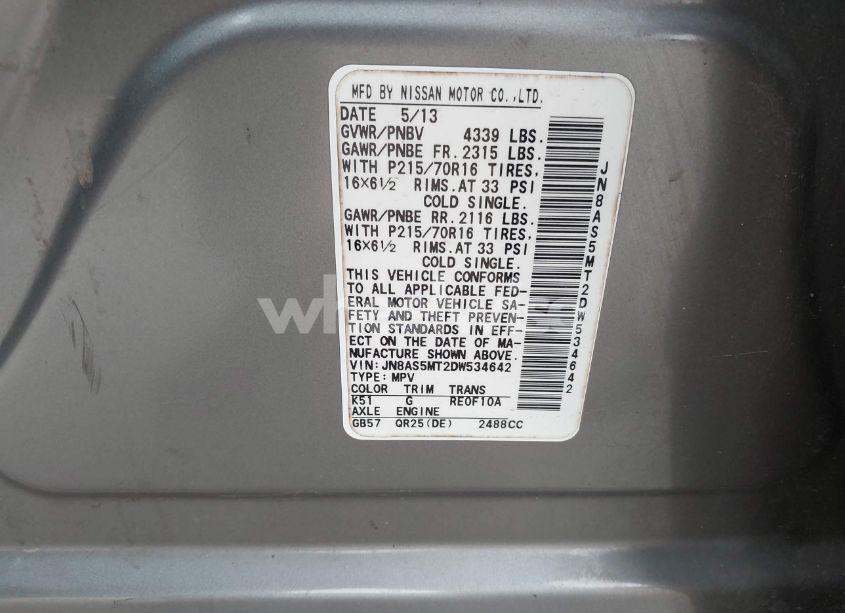 MFD BY NISSAN MOTOR CO.,LTD.
DATE 5/13
GVWR/PNBV 4339 LBS.
GAWR/PNBE FR.2315 LBS.
WITH P215/70R16 TIRES,
16X6½ RIMS.AT 33 PSI
COLD SINGLE.
GAWR/PNBE RR.2116 LBS.
WITH P215/70R16 TIRES,
16X6½ RIMS.AT 33 PSI
COLD SINGLE.
THIS VEHICLE CONFORMS
TO ALL APPLICABLE FED-
ERAL MOTOR VEHICLE SA-
FETY AND THEFT PREVEN-
TION STANDARDS IN EFF-
ECT ON THE DATE OF MA-
NUFACTURE SHOWN ABOVE.
VIN:JN8AS5MT2DW534642
TYPE:MPV
COLOR TRIM TRANS
K51 G RE0F10A
AXLE ENGINE
GB57 QR25(DE) 2488CC
JN8AS5MT2DW534642